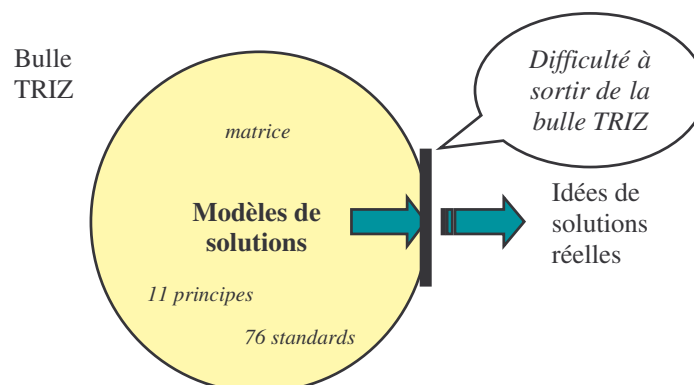 Bulle
TRIZ
Difficulté à
sortir de la
bulle TRIZ
matrice
Modèles de
solutions
Idées de
solutions
réelles
11 principes
76 standards